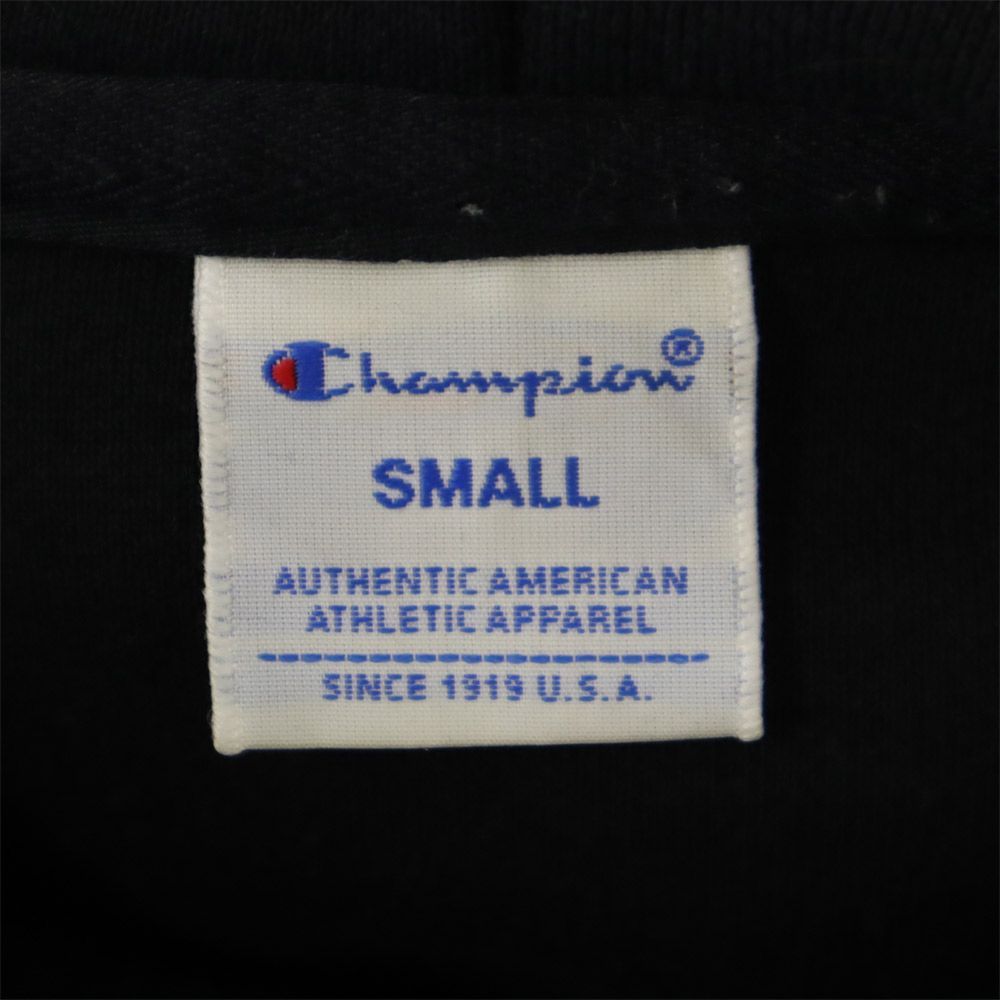 Champion®
SMALL
AUTHENTIC AMERICAN
ATHLETIC APPAREL
SINCE 1919 U.S.A.